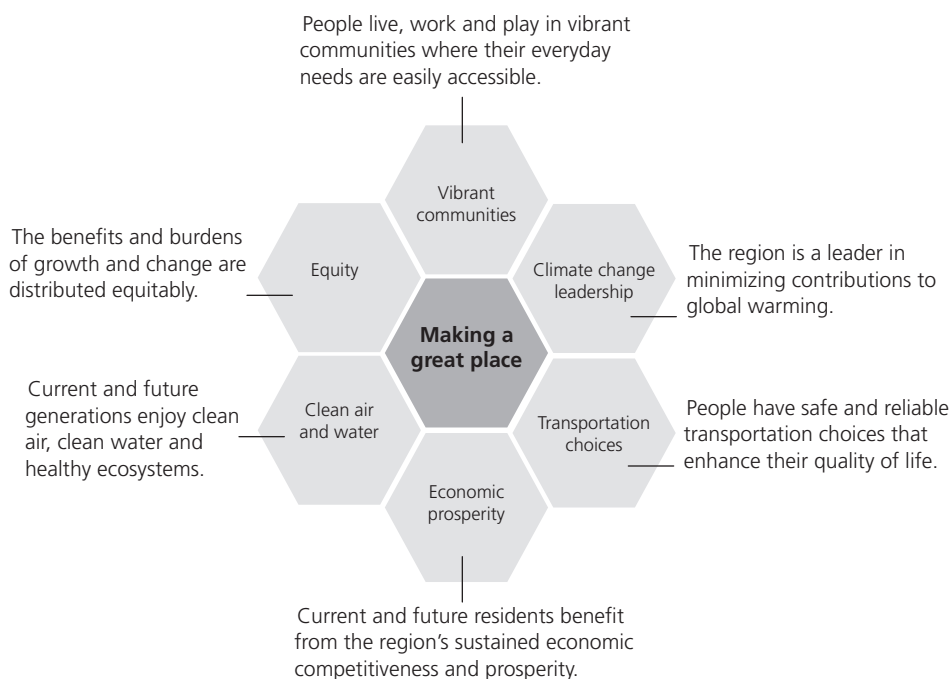 People live, work and play in vibrant
communities where their everyday
needs are easily accessible.
Vibrant
communities
The benefits and burdens
of growth and change are
distributed equitably.
Equity
Climate change
leadership
The region is a leader in
minimizing contributions to
global warming.
Making a
great place
Current and future
generations enjoy clean
air, clean water and
healthy ecosystems.
Clean air
and water
Transportation
choices
People have safe and reliable
transportation choices that
enhance their quality of life.
Economic
prosperity
Current and future residents benefit
from the region’s sustained economic
competitiveness and prosperity.